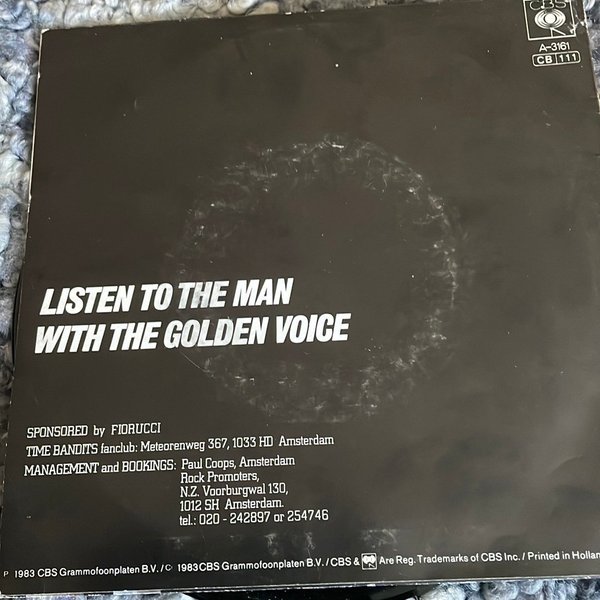 CBS
A-3161
CB 111
LISTEN TO THE MAN
WITH THE GOLDEN VOICE
SPONSORED by FIORUCCI
TIME BANDITS fanclub: Meteorenweg 367, 1033 HD Amsterdam
MANAGEMENT and BOOKINGS: Paul Coops, Amsterdam
Rock Promoters,
N.Z. Voorburgwal 130,
1012 SH Amsterdam.
tel.: 020 - 242897 or 254746
P 1983 CBS Grammofoonplaten B.V. / © 1983 CBS Grammofoonplaten B.V. / CBS & Are Reg. Trademarks of CBS Inc. / Printed in Hollan